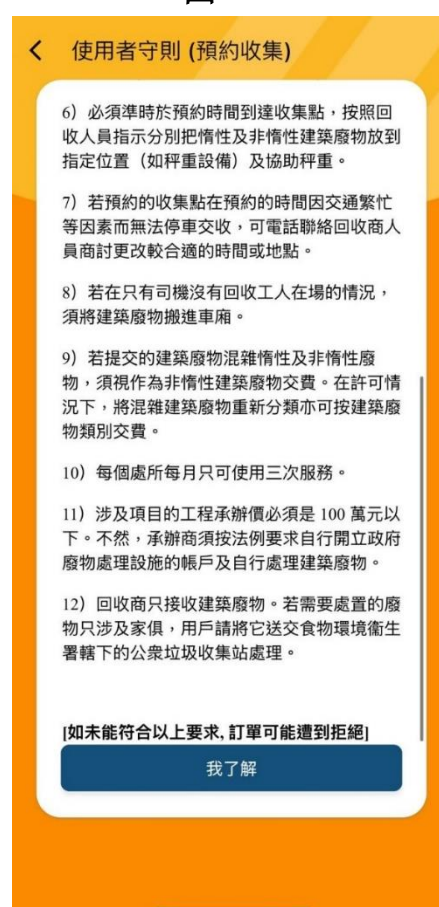 使用者守則 (預約收集)
6）必須準時於預約時間到達收集點，按照回
收人員指示分別把惰性及非惰性建築廢物放到
指定位置（如秤重設備）及協助秤重。
7）若預約的收集點在預約的時間因交通繁忙
等因素而無法停車交收，可電話聯絡回收商人
員商討更改較合適的時間或地點。
8）若在只有司機沒有回收工人在場的情況，
須將建築廢物搬進車廂。
9）若提交的建築廢物混雜惰性及非惰性廢
物，須視作為非惰性建築廢物交費。在許可情
況下，將混雜建築廢物重新分類亦可按建築廢
物類別交費。
10）每個處所每月只可使用三次服務。
11）涉及項目的工程承辦價必須是 100 萬元以
下。不然，承辦商須按法例要求自行開立政府
廢物處理設施的帳戶及自行處理建築廢物。
12）回收商只接收建築廢物。若需要處置的廢
物只涉及家俱，用戶請將它送交食物環境衞生
署轄下的公眾垃圾收集站處理。
[如未能符合以上要求, 訂單可能遭到拒絕]
我了解